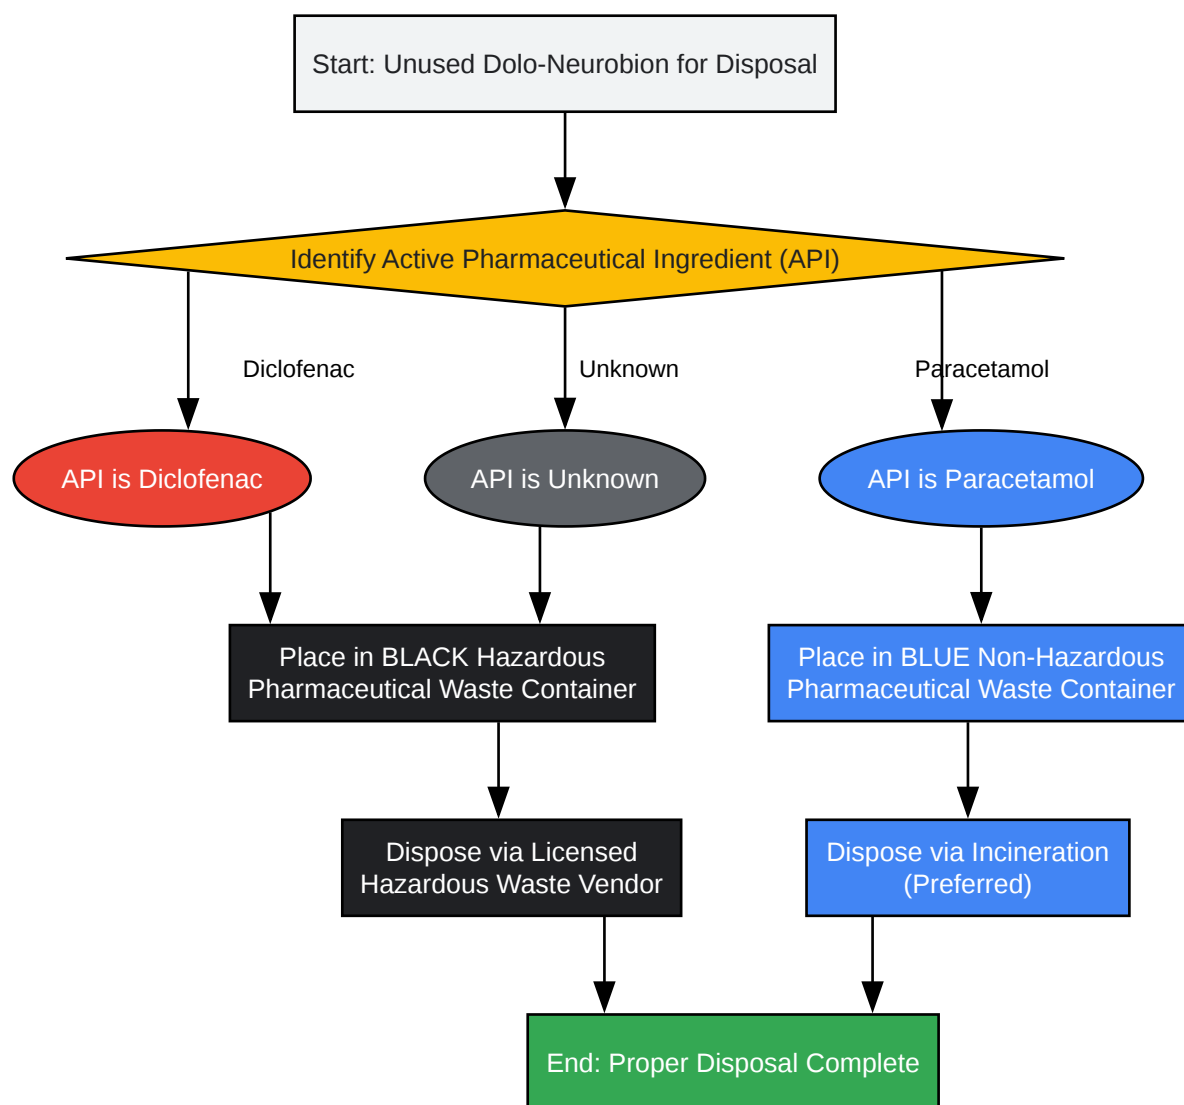 Start: Unused Dolo-Neurobion for Disposal
Identify Active Pharmaceutical Ingredient (API)
Diclofenac
Unknown
Paracetamol
API is Diclofenac
API is Unknown
API is Paracetamol
Place in BLACK Hazardous
Pharmaceutical Waste Container
Place in BLUE Non-Hazardous
Pharmaceutical Waste Container
Dispose via Licensed
Hazardous Waste Vendor
Dispose via Incineration
(Preferred)
End: Proper Disposal Complete